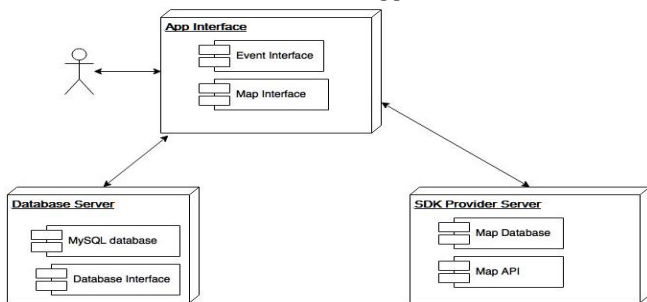 App Interface
Event Interface
Map Interface
Database Server
MySQL database
Database Interface
SDK Provider Server
Map Database
Map API